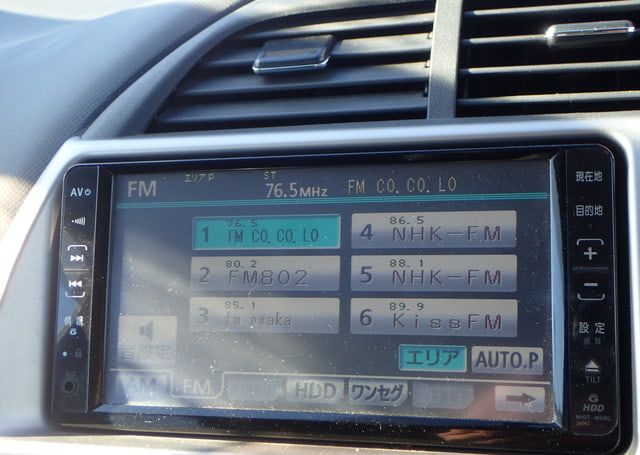 AV
FM エリア.P ST 76.5MHz FM CO.CO.LO
現在地
目的地
76.5
1 FM CO.CO.LO
86.5
4 NHK-FM
80.2
2 FM802
88.1
5 NHK-FM
85.1
3 fm osaka
89.9
6 KissFM
エリア AUTO.P
設定
AM FM HDD ワンセグ
TILT
HDD